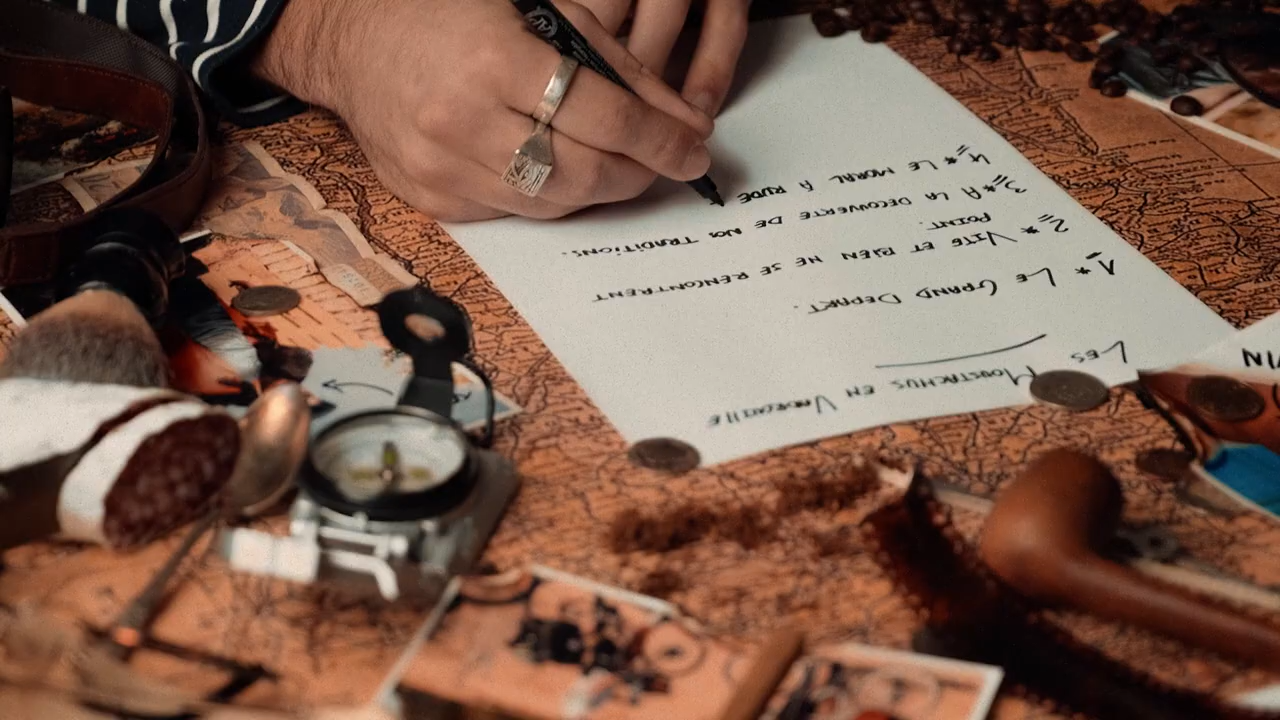 LES
MOUSTACHUS EN VADROUILLE
1* LE GRAND DEPART.
2* VITE ET BIEN NE SE RENCONTRENT
POINT.
3* A LA DECOUVERTE DE NOS TRADITIONS.
4* LE MORAL A RUDE